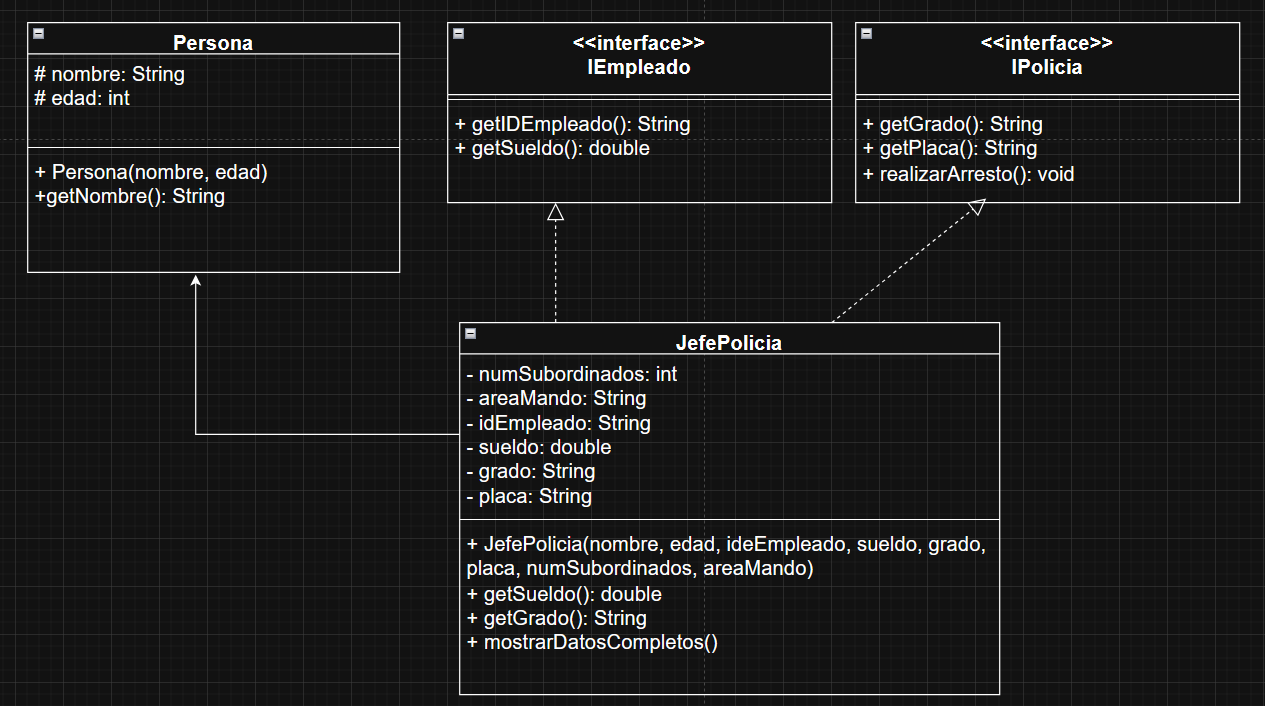 Persona
# nombre: String
# edad: int
+ Persona(nombre, edad)
+getNombre(): String
<<interface>>
IEmpleado
+ getIDEmpleado(): String
+ getSueldo(): double
<<interface>>
IPolicia
+ getGrado(): String
+ getPlaca(): String
+ realizarArresto(): void
JefePolicia
- numSubordinados: int
- areaMando: String
- idEmpleado: String
- sueldo: double
- grado: String
- placa: String
+ JefePolicia(nombre, edad, ideEmpleado, sueldo, grado,
placa, numSubordinados, areaMando)
+ getSueldo(): double
+ getGrado(): String
+ mostrarDatosCompletos()